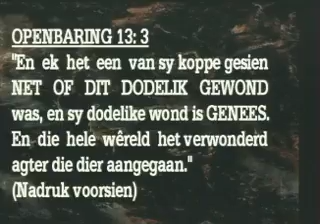 OPENBARING 13: 3
"En ek het een van sy koppe gesien
NET OF DIT DODELIK GEWOND
was, en sy dodelike wond is GENEES.
En die hele wêreld het verwonderd
agter die dier aangegaan."
(Nadruk voorsien)